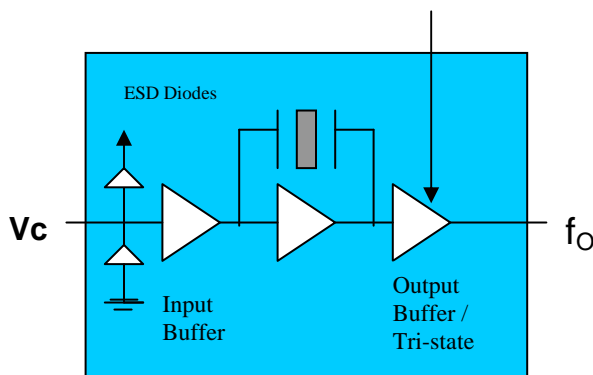 ESD Diodes
Vc
fO
Input
Buffer
Output
Buffer /
Tri-state